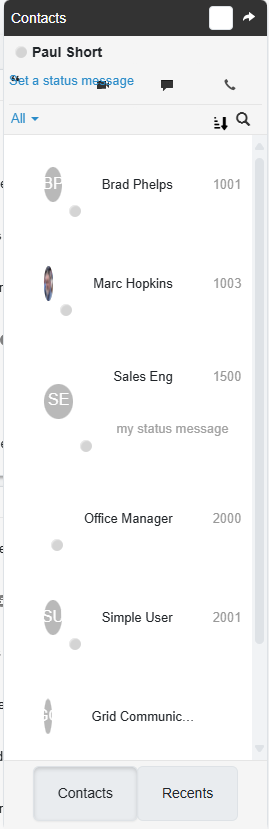 Contacts
Paul Short
Set a status message
All
BP Brad Phelps 1001
Marc Hopkins 1003
Sales Eng 1500
SE
my status message
Office Manager 2000
SU Simple User 2001
Grid Communic...
Contacts Recents